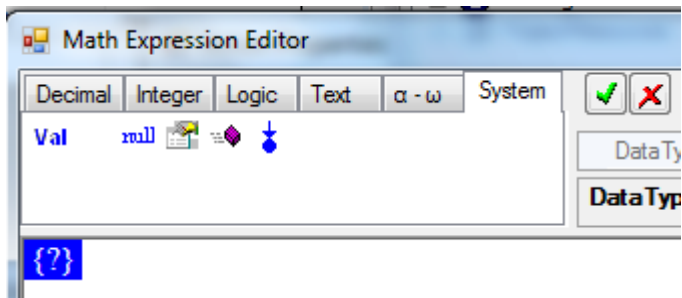 Math Expression Editor
Decimal Integer Logic Text α - ω System
Val null
DataTy
DataTyp
{?}